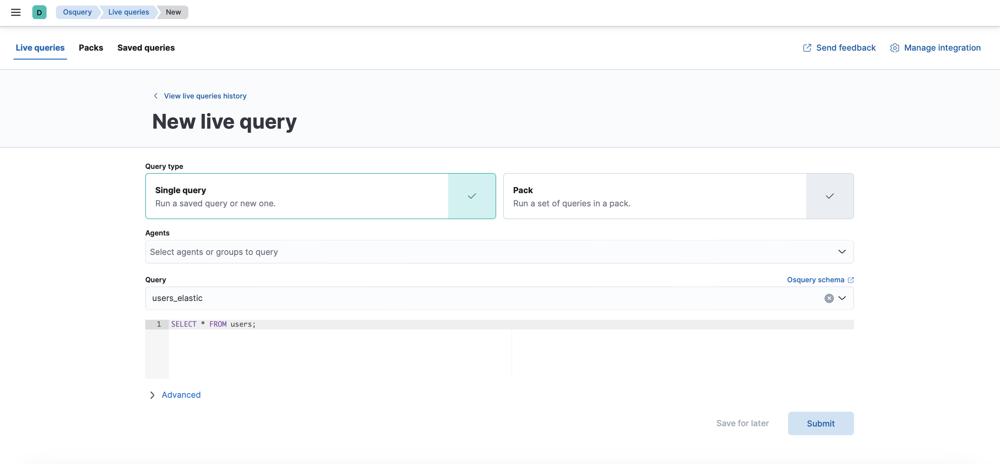 D
Osquery
Live queries
New
Live queries
Packs
Saved queries
Send feedback
Manage integration
View live queries history
New live query
Query type
Single query
Run a saved query or new one.
Pack
Run a set of queries in a pack.
Agents
Select agents or groups to query
Query
Osquery schema
users_elastic
1 SELECT * FROM users;
Advanced
Save for later
Submit